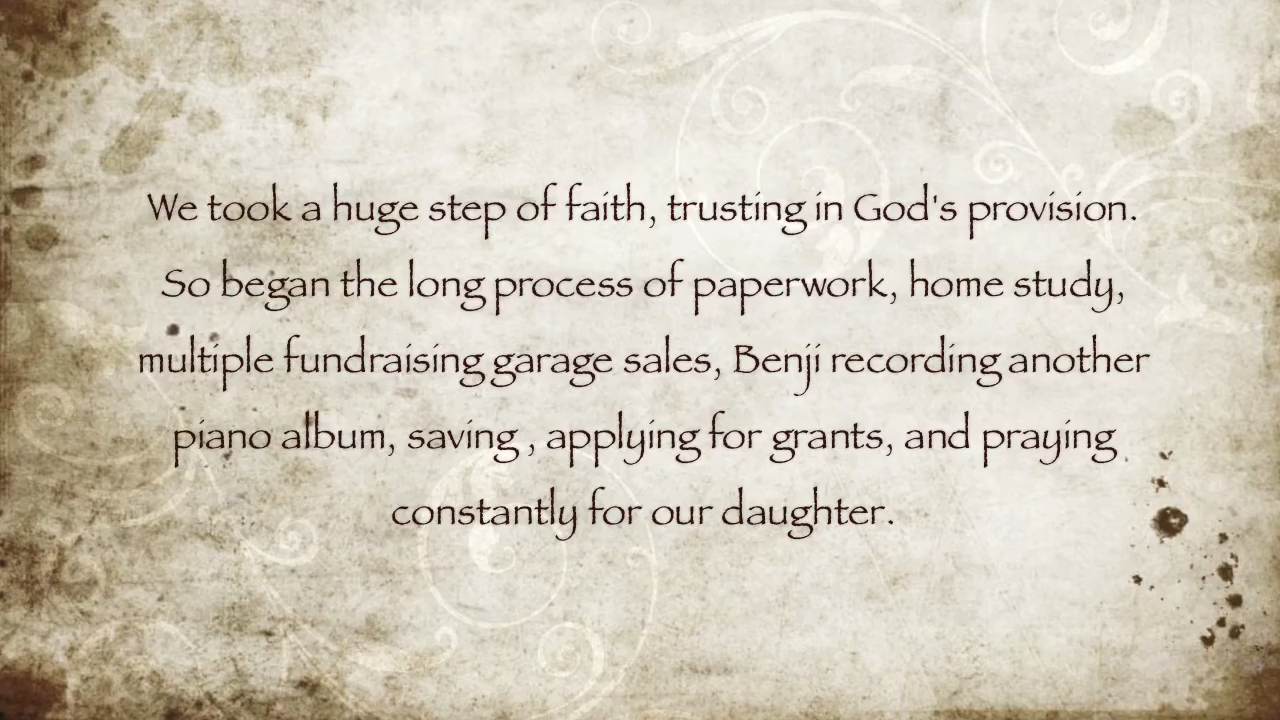 We took a huge step of faith, trusting in God's provision.
So began the long process of paperwork, home study,
multiple fundraising garage sales, Benji recording another
piano album, saving , applying for grants, and praying
constantly for our daughter.